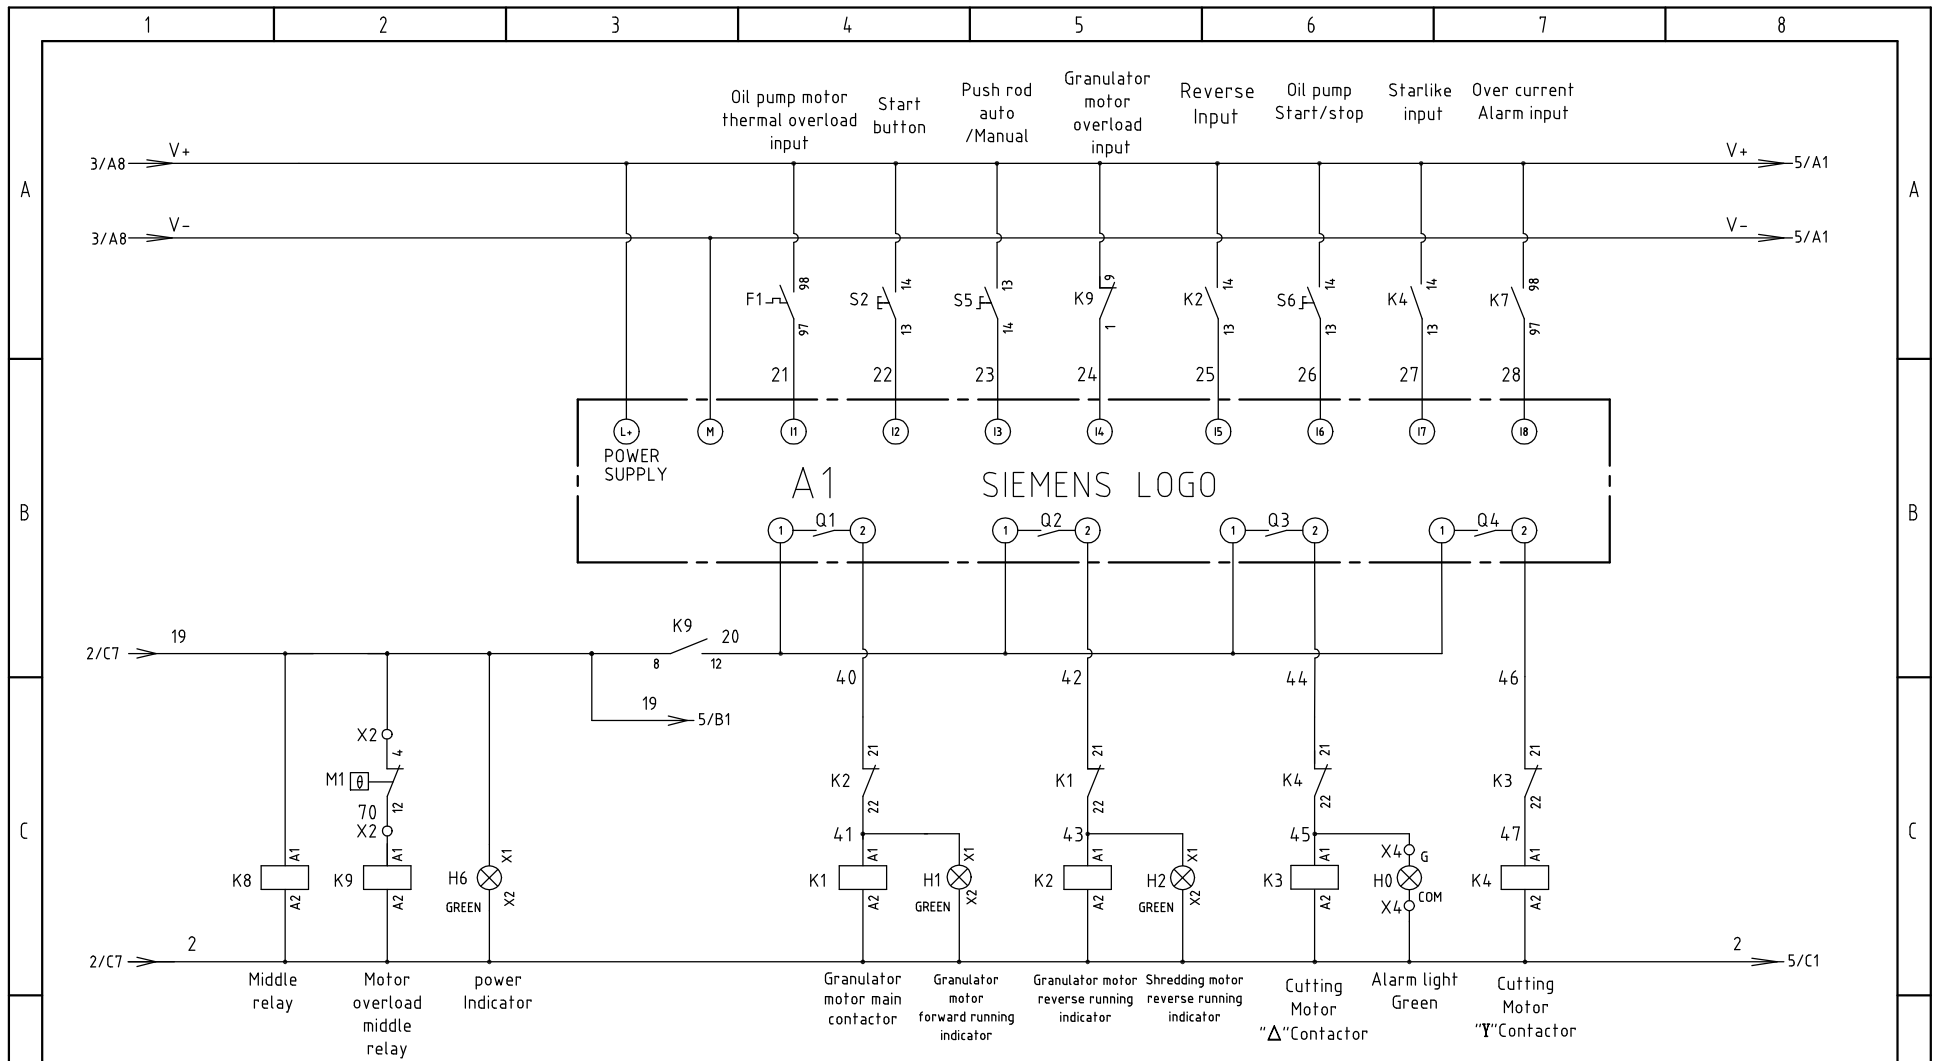 1 2 3 4 5 6 7 8
Oil pump motor
thermal overload
input
Start
button
Push rod
auto
/Manual
Granulator
motor
overload
input
Reverse
Input
Oil pump
Start/stop
Starlike
input
Over current
Alarm input
3/A8 V+ V+ 5/A1
A A
3/A8 V- V- 5/A1
F1 98 97
S2 14 13
S5 13 14
K9 9 1
K2 14 13
S6 14 13
K4 14 13
K7 98 97
21 22 23 24 25 26 27 28
L+ M I1 I2 I3 I4 I5 I6 I7 I8
POWER
SUPPLY
A1 SIEMENS LOGO
B B
1 Q1 2 1 Q2 2 1 Q3 2 1 Q4 2
2/C7 19 K9 8 12 20
40 42 44 46
19 5/B1
X2
M1 θ 4 12
70
X2
K2 21 22
K1 21 22
K4 21 22
K3 21 22
C C
41 43 45 47
K8 A1 A2
K9 A1 A2
H6 X1 X2
GREEN
K1 A1 A2
H1 X1 X2
GREEN
K2 A1 A2
H2 X1 X2
GREEN
K3 A1 A2
X4 G
H0
COM
X4
K4 A1 A2
2/C7 2 2 5/C1
Middle
relay
Motor
overload
middle
relay
power
Indicator
Granulator
motor main
contactor
Granulator
motor
forward running
indicator
Granulator motor
reverse running
indicator
Shredding motor
reverse running
indicator
Cutting
Motor
"Δ"Contactor
Alarm light
Green
Cutting
Motor
"Y"Contactor